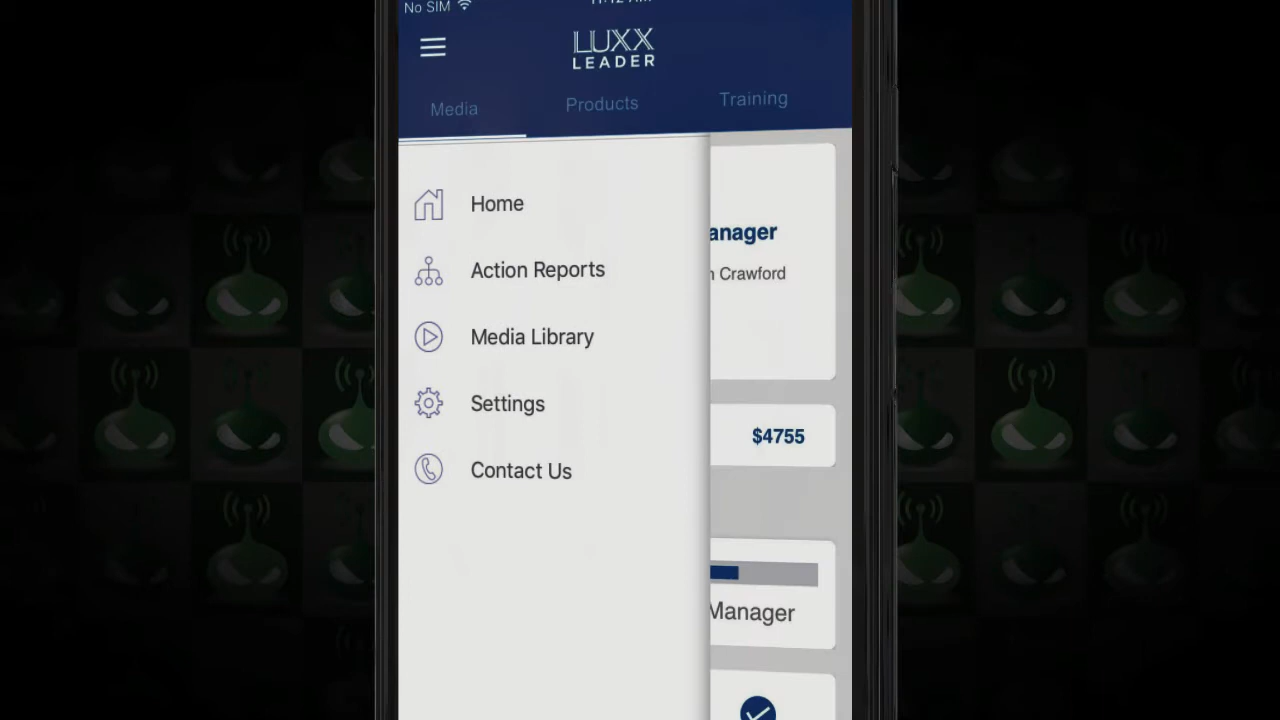 No SIM
LUXX
LEADER
Media
Products
Training
Home
Action Reports
Media Library
Settings
Contact Us
anager
Crawford
$4755
Manager